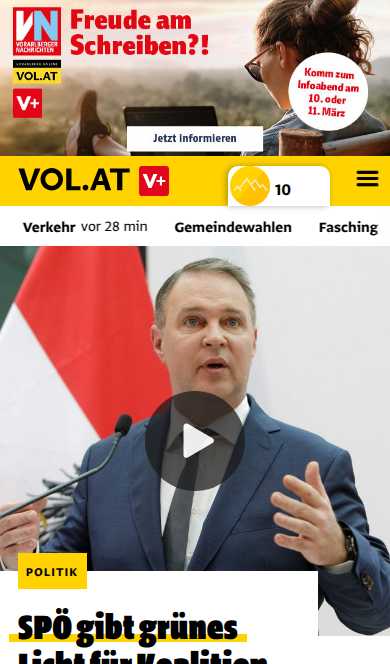 VN
VORARLBERGER
NACHRICHTEN
VORARLBERG ONLINE
VOL.AT
V+
Freude am
Schreiben?!
Komm zum
Infoabend am
10. oder
11. März
Jetzt informieren
VOL.AT V+ 10
Verkehr vor 28 min Gemeindewahlen Fasching
POLITIK
SPÖ gibt grünes
Licht für Koalition